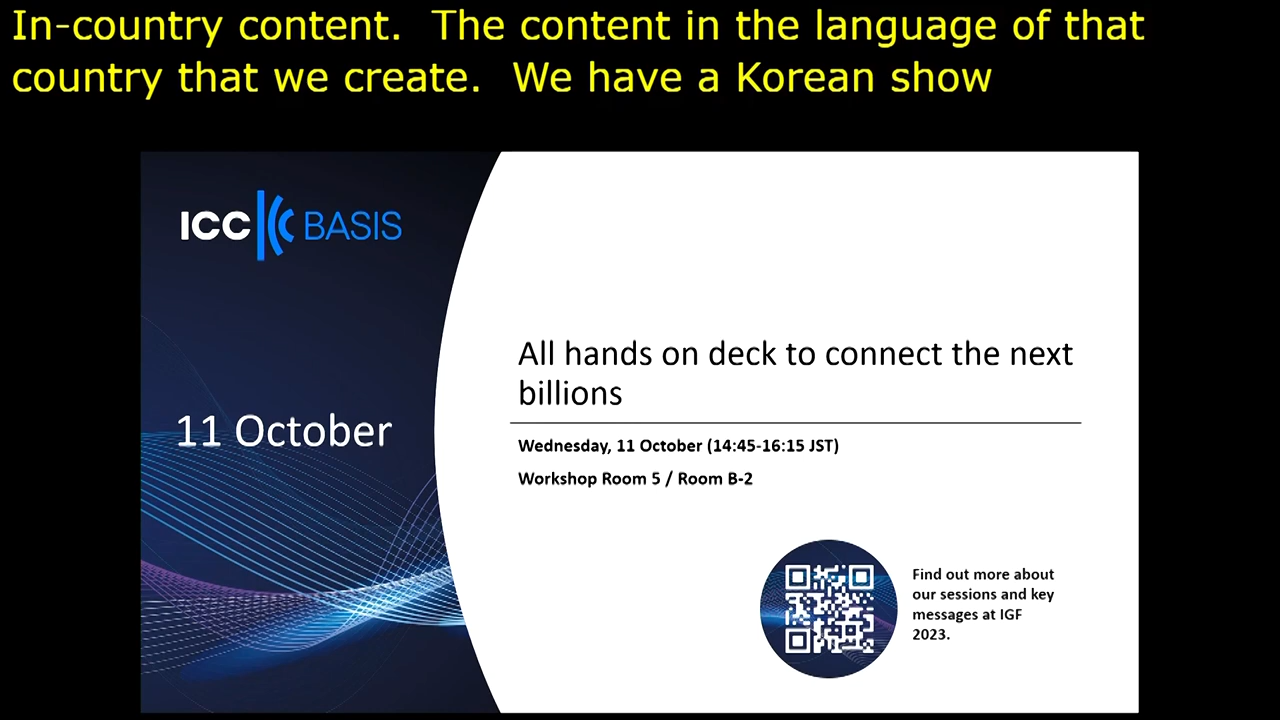 In-country content.  The content in the language of that
country that we create.  We have a Korean show
ICC BASIS
11 October
All hands on deck to connect the next
billions
Wednesday, 11 October (14:45-16:15 JST)
Workshop Room 5 / Room B-2
Find out more about
our sessions and key
messages at IGF
2023.